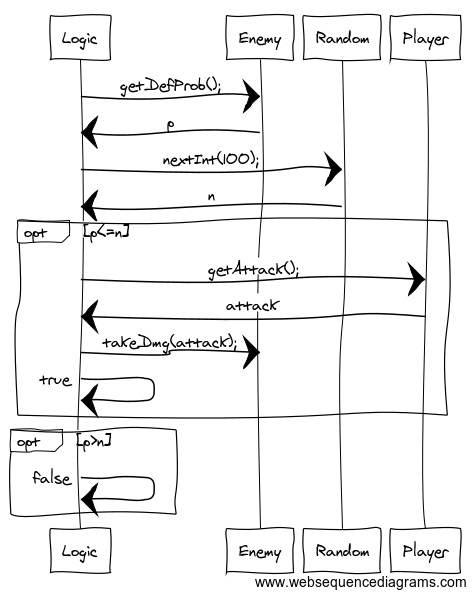 Logic Enemy Random Player
getDefProb();
p
nextInt(100);
n
opt [p<=n]
getAttack();
attack
takeDmg(attack);
true
opt [p>n]
false
Logic Enemy Random Player
www.websequencediagrams.com